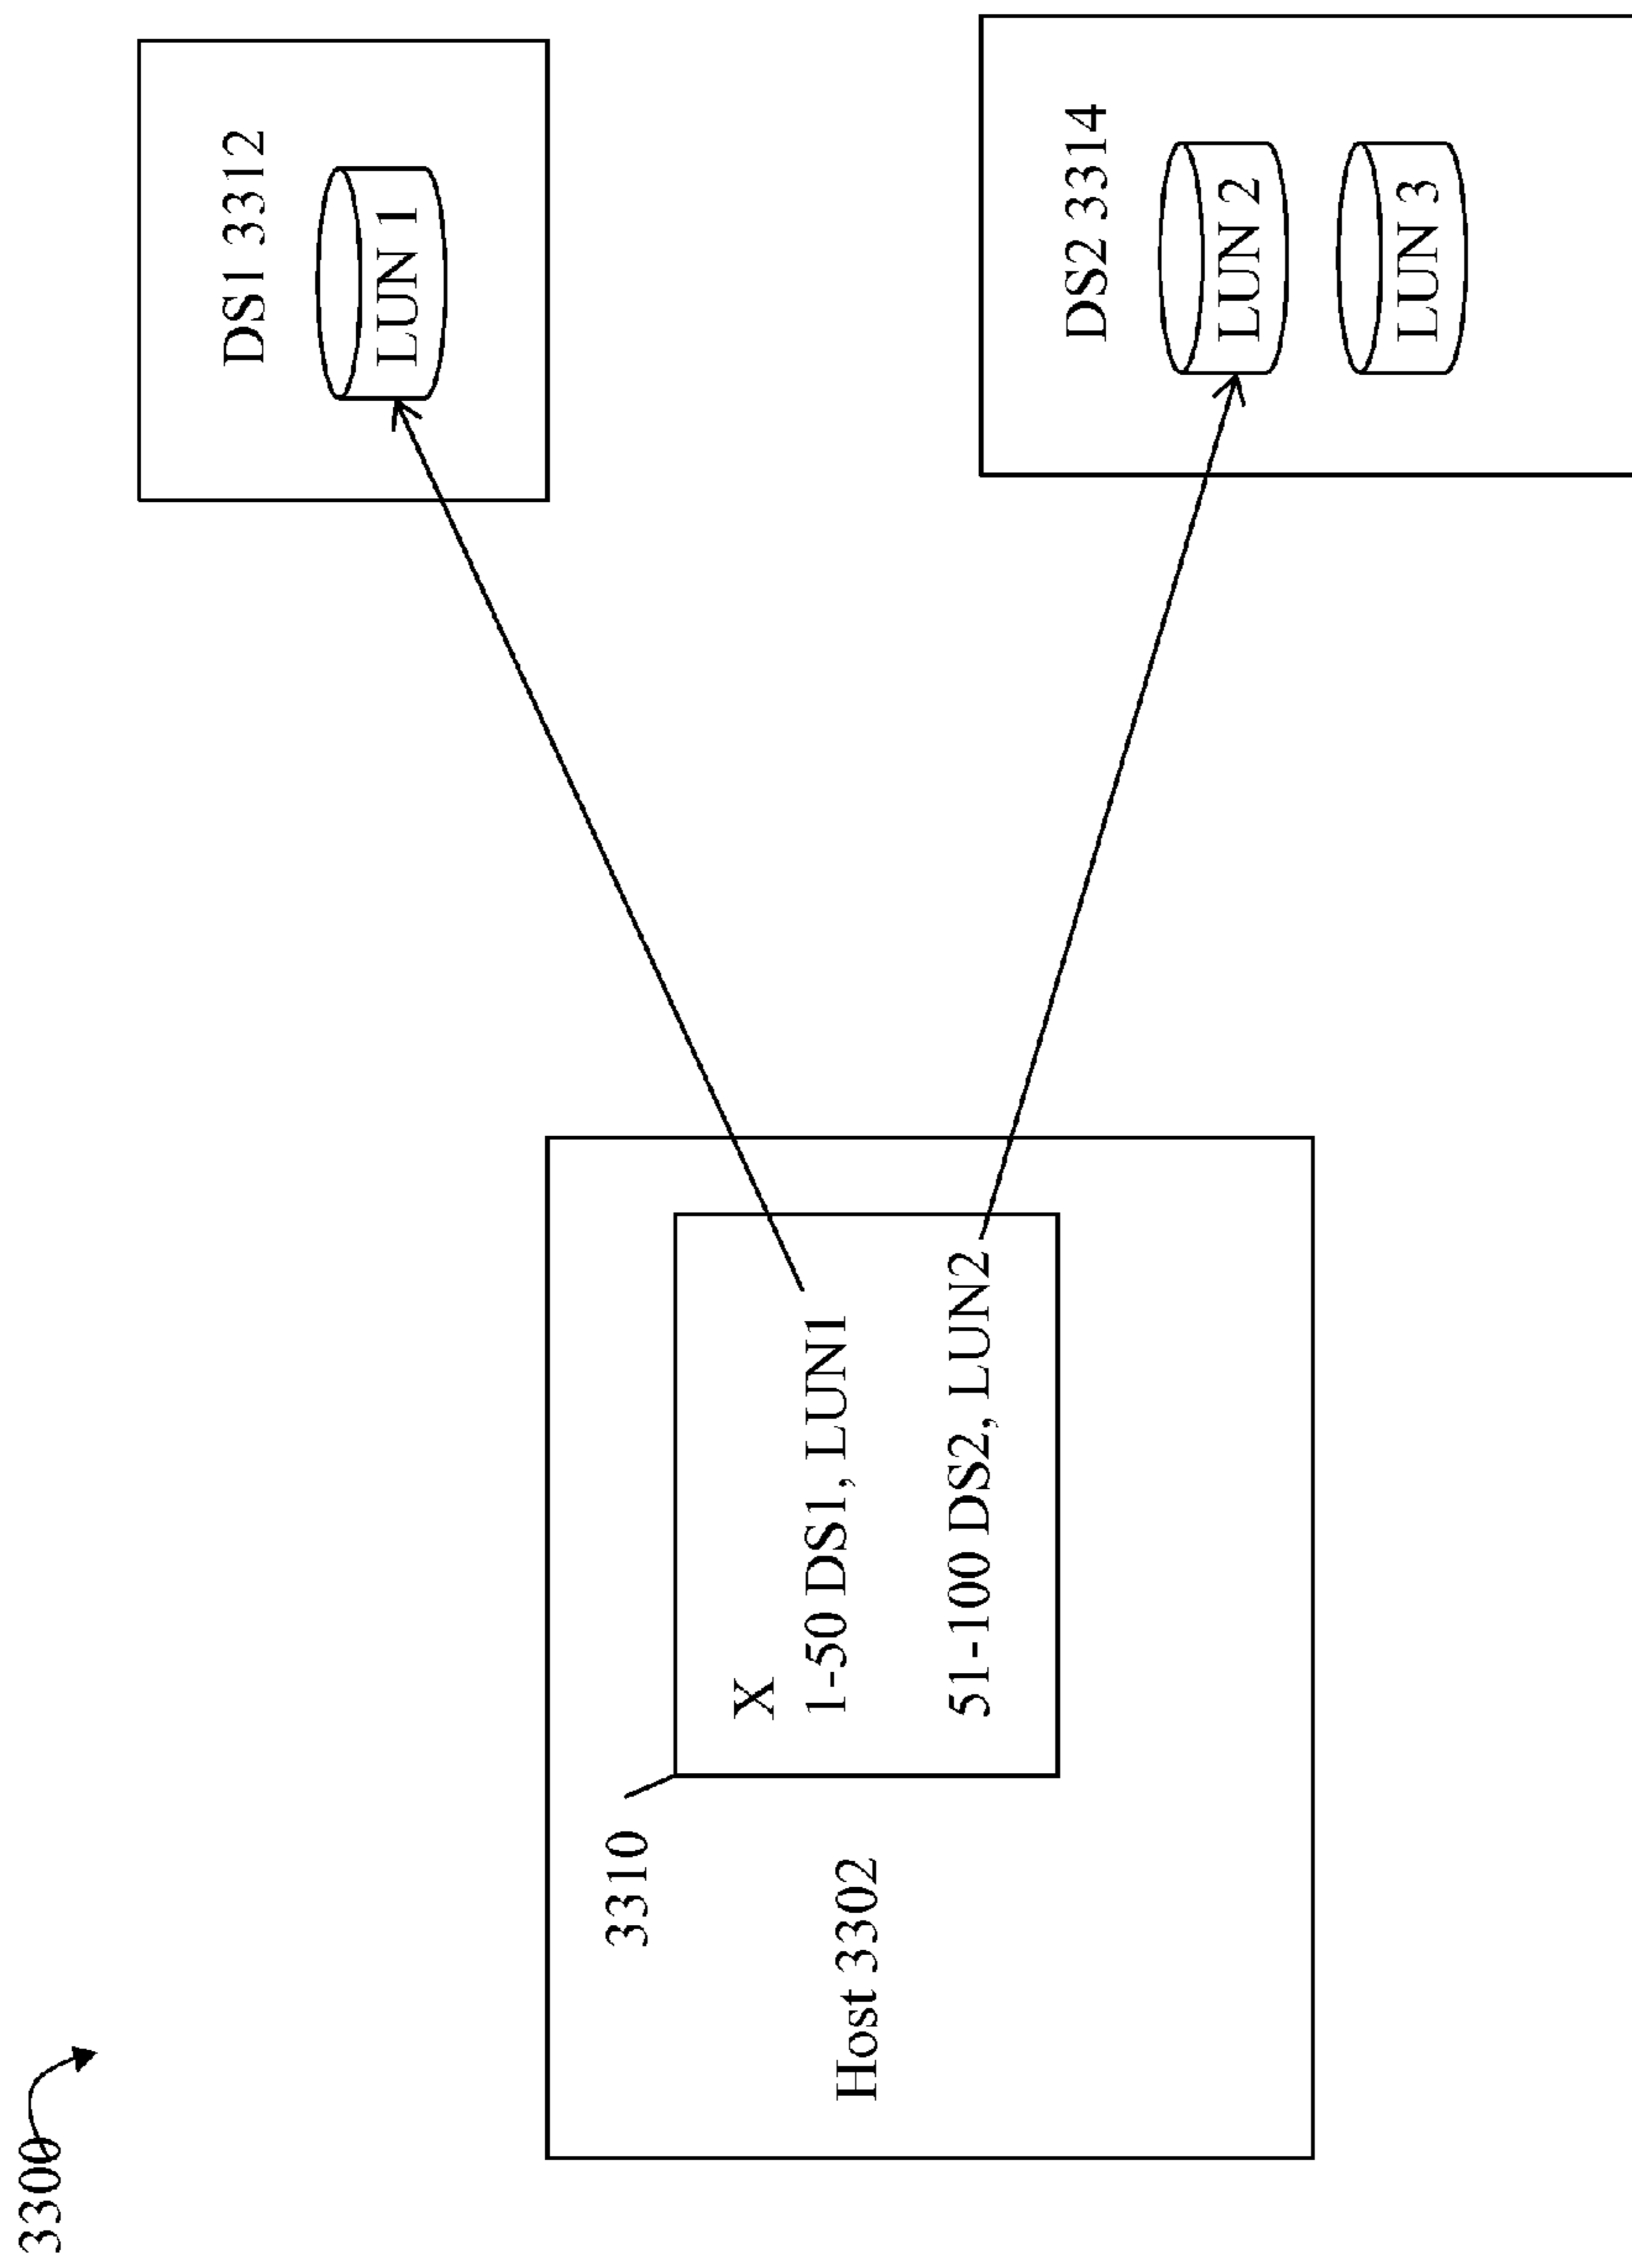 3300
3310
Host 3302
X
1-50 DS1, LUN1
51-100 DS2, LUN2
DS1 3312
LUN 1
DS2 3314
LUN 2
LUN 3